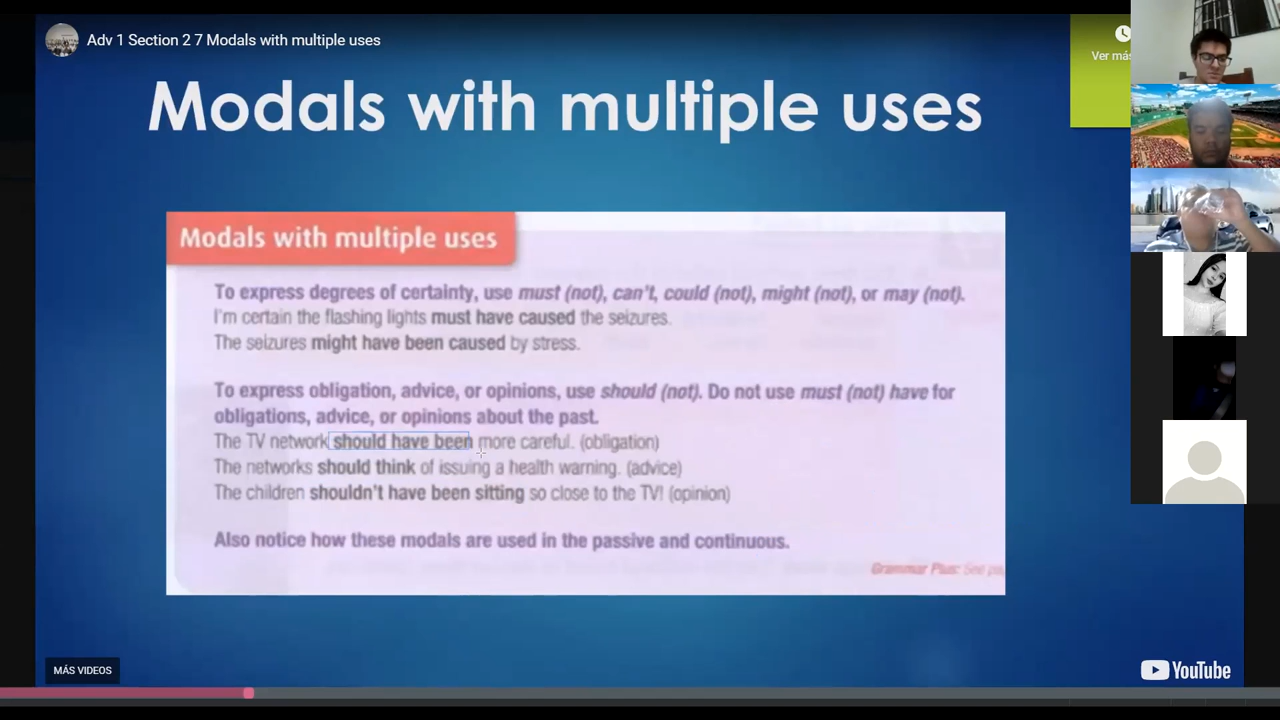 Adv 1 Section 2 7 Modals with multiple uses
Ver más
Modals with multiple uses
Modals with multiple uses
To express degrees of certainty, use must (not), can't, could (not), might (not), or may (not).
I'm certain the flashing lights must have caused the seizures.
The seizures might have been caused by stress.
To express obligation, advice, or opinions, use should (not). Do not use must (not) have for
obligations, advice, or opinions about the past.
The TV network should have been more careful. (obligation)
The networks should think of issuing a health warning. (advice)
The children shouldn't have been sitting so close to the TV! (opinion)
Also notice how these modals are used in the passive and continuous.
Grammar Plus: See
MÁS VIDEOS
YouTube